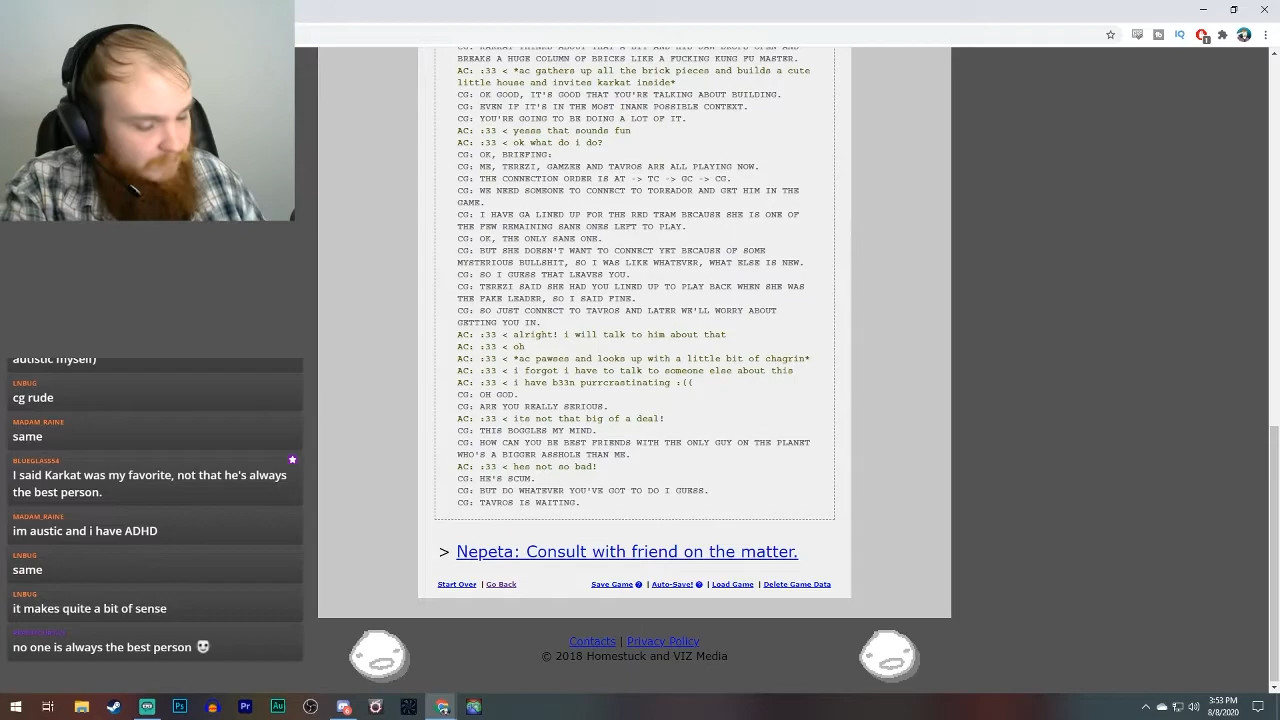 CG: KARKAT THINKS ABOUT THAT A BIT AND HIS JAW DROPS OPEN AND
BREAKS A HUGE COLUMN OF BRICKS LIKE A FUCKING KUNG FU MASTER.
AC: :33 < *ac gathers up all the brick pieces and builds a cute
little house and invites karkat inside*
CG: OK GOOD, IT'S GOOD THAT YOU'RE TALKING ABOUT BUILDING.
CG: EVEN IF IT'S IN THE MOST INANE POSSIBLE CONTEXT.
CG: YOU'RE GOING TO BE DOING A LOT OF IT.
AC: :33 < yesss that sounds fun
AC: :33 < ok what do i do?
CG: OK, BRIEFING:
CG: ME, TEREZI, GAMZEE AND TAVROS ARE ALL PLAYING NOW.
CG: THE CONNECTION ORDER IS AT -> TC -> GC -> CG.
CG: WE NEED SOMEONE TO CONNECT TO TOREADOR AND GET HIM IN THE
GAME.
CG: I HAVE GA LINED UP FOR THE RED TEAM BECAUSE SHE IS ONE OF
THE FEW REMAINING SANE ONES LEFT TO PLAY.
CG: OK, THE ONLY SANE ONE.
CG: BUT SHE DOESN'T WANT TO CONNECT YET BECAUSE OF SOME
MYSTERIOUS BULLSHIT, SO I WAS LIKE WHATEVER, WHAT ELSE IS NEW.
CG: SO I GUESS THAT LEAVES YOU.
CG: TEREZI SAID SHE HAD YOU LINED UP TO PLAY BACK WHEN SHE WAS
THE FAKE LEADER, SO I SAID FINE.
CG: SO JUST CONNECT TO TAVROS AND LATER WE'LL WORRY ABOUT
GETTING YOU IN.
AC: :33 < alright! i will talk to him about that
AC: :33 < oh
AC: :33 < *ac pawses and looks up with a little bit of chagrin*
AC: :33 < i forgot i have to talk to someone else about this
AC: :33 < i have b33n purrcrastinating :((
CG: OH GOD.
CG: ARE YOU REALLY SERIOUS.
AC: :33 < its not that big of a deal!
CG: THIS BOGGLES MY MIND.
CG: HOW CAN YOU BE BEST FRIENDS WITH THE ONLY GUY ON THE PLANET
WHO'S A BIGGER ASSHOLE THAN ME.
AC: :33 < hes not so bad!
CG: HE'S SCUM.
CG: BUT DO WHATEVER YOU'VE GOT TO DO I GUESS.
CG: TAVROS IS WAITING.
> Nepeta: Consult with friend on the matter.
Start Over | Go Back Save Game ? | Auto-Save! ? | Load Game | Delete Game Data
Contacts | Privacy Policy
© 2018 Homestuck and VIZ Media
autistic myself)
LNBUG
cg rude
MADAM_RAINE
same
BLUEGLASS54
I said Karkat was my favorite, not that he's always
the best person.
MADAM_RAINE
im austic and i have ADHD
LNBUG
same
LNBUG
it makes quite a bit of sense
no one is always the best person
IQ
1
Ps
Pr
Au
3:53 PM
8/8/2020